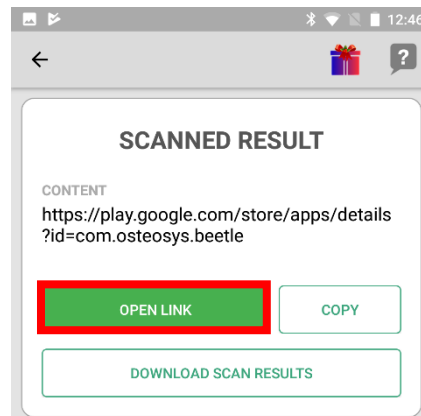 12:46
?
SCANNED RESULT
CONTENT
https://play.google.com/store/apps/details
?id=com.osteosys.beetle
OPEN LINK
COPY
DOWNLOAD SCAN RESULTS